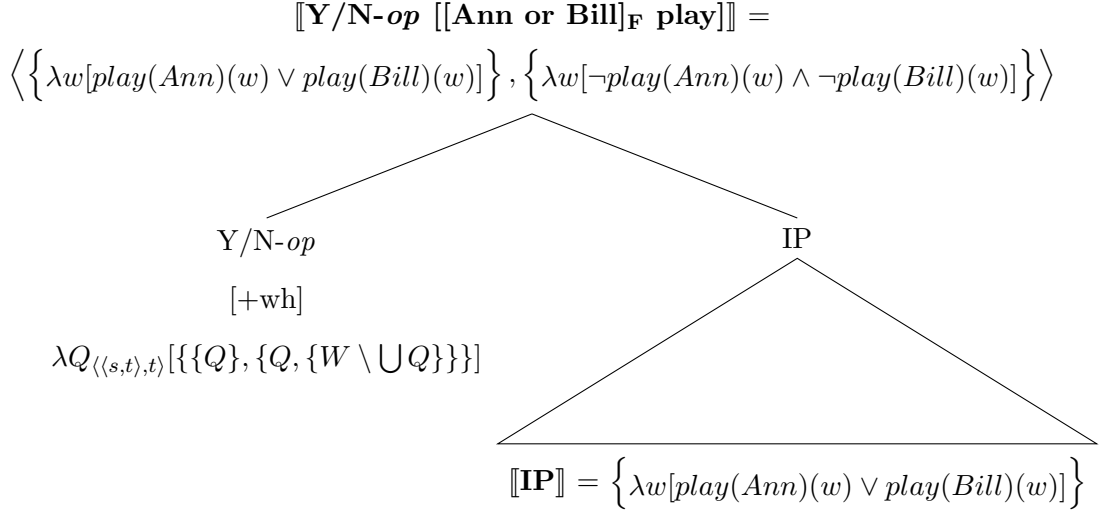 ⟦Y/N-op [[Ann or Bill]F play]⟧ =
⟨{λw[play(Ann)(w) ∨ play(Bill)(w)]}, {λw[¬play(Ann)(w) ∧ ¬play(Bill)(w)]}⟩
Y/N-op IP
[+wh]
λQ⟨⟨s,t⟩,t⟩[{{Q}, {Q, {W \ ⋃ Q}}}]
⟦IP⟧ = {λw[play(Ann)(w) ∨ play(Bill)(w)]}